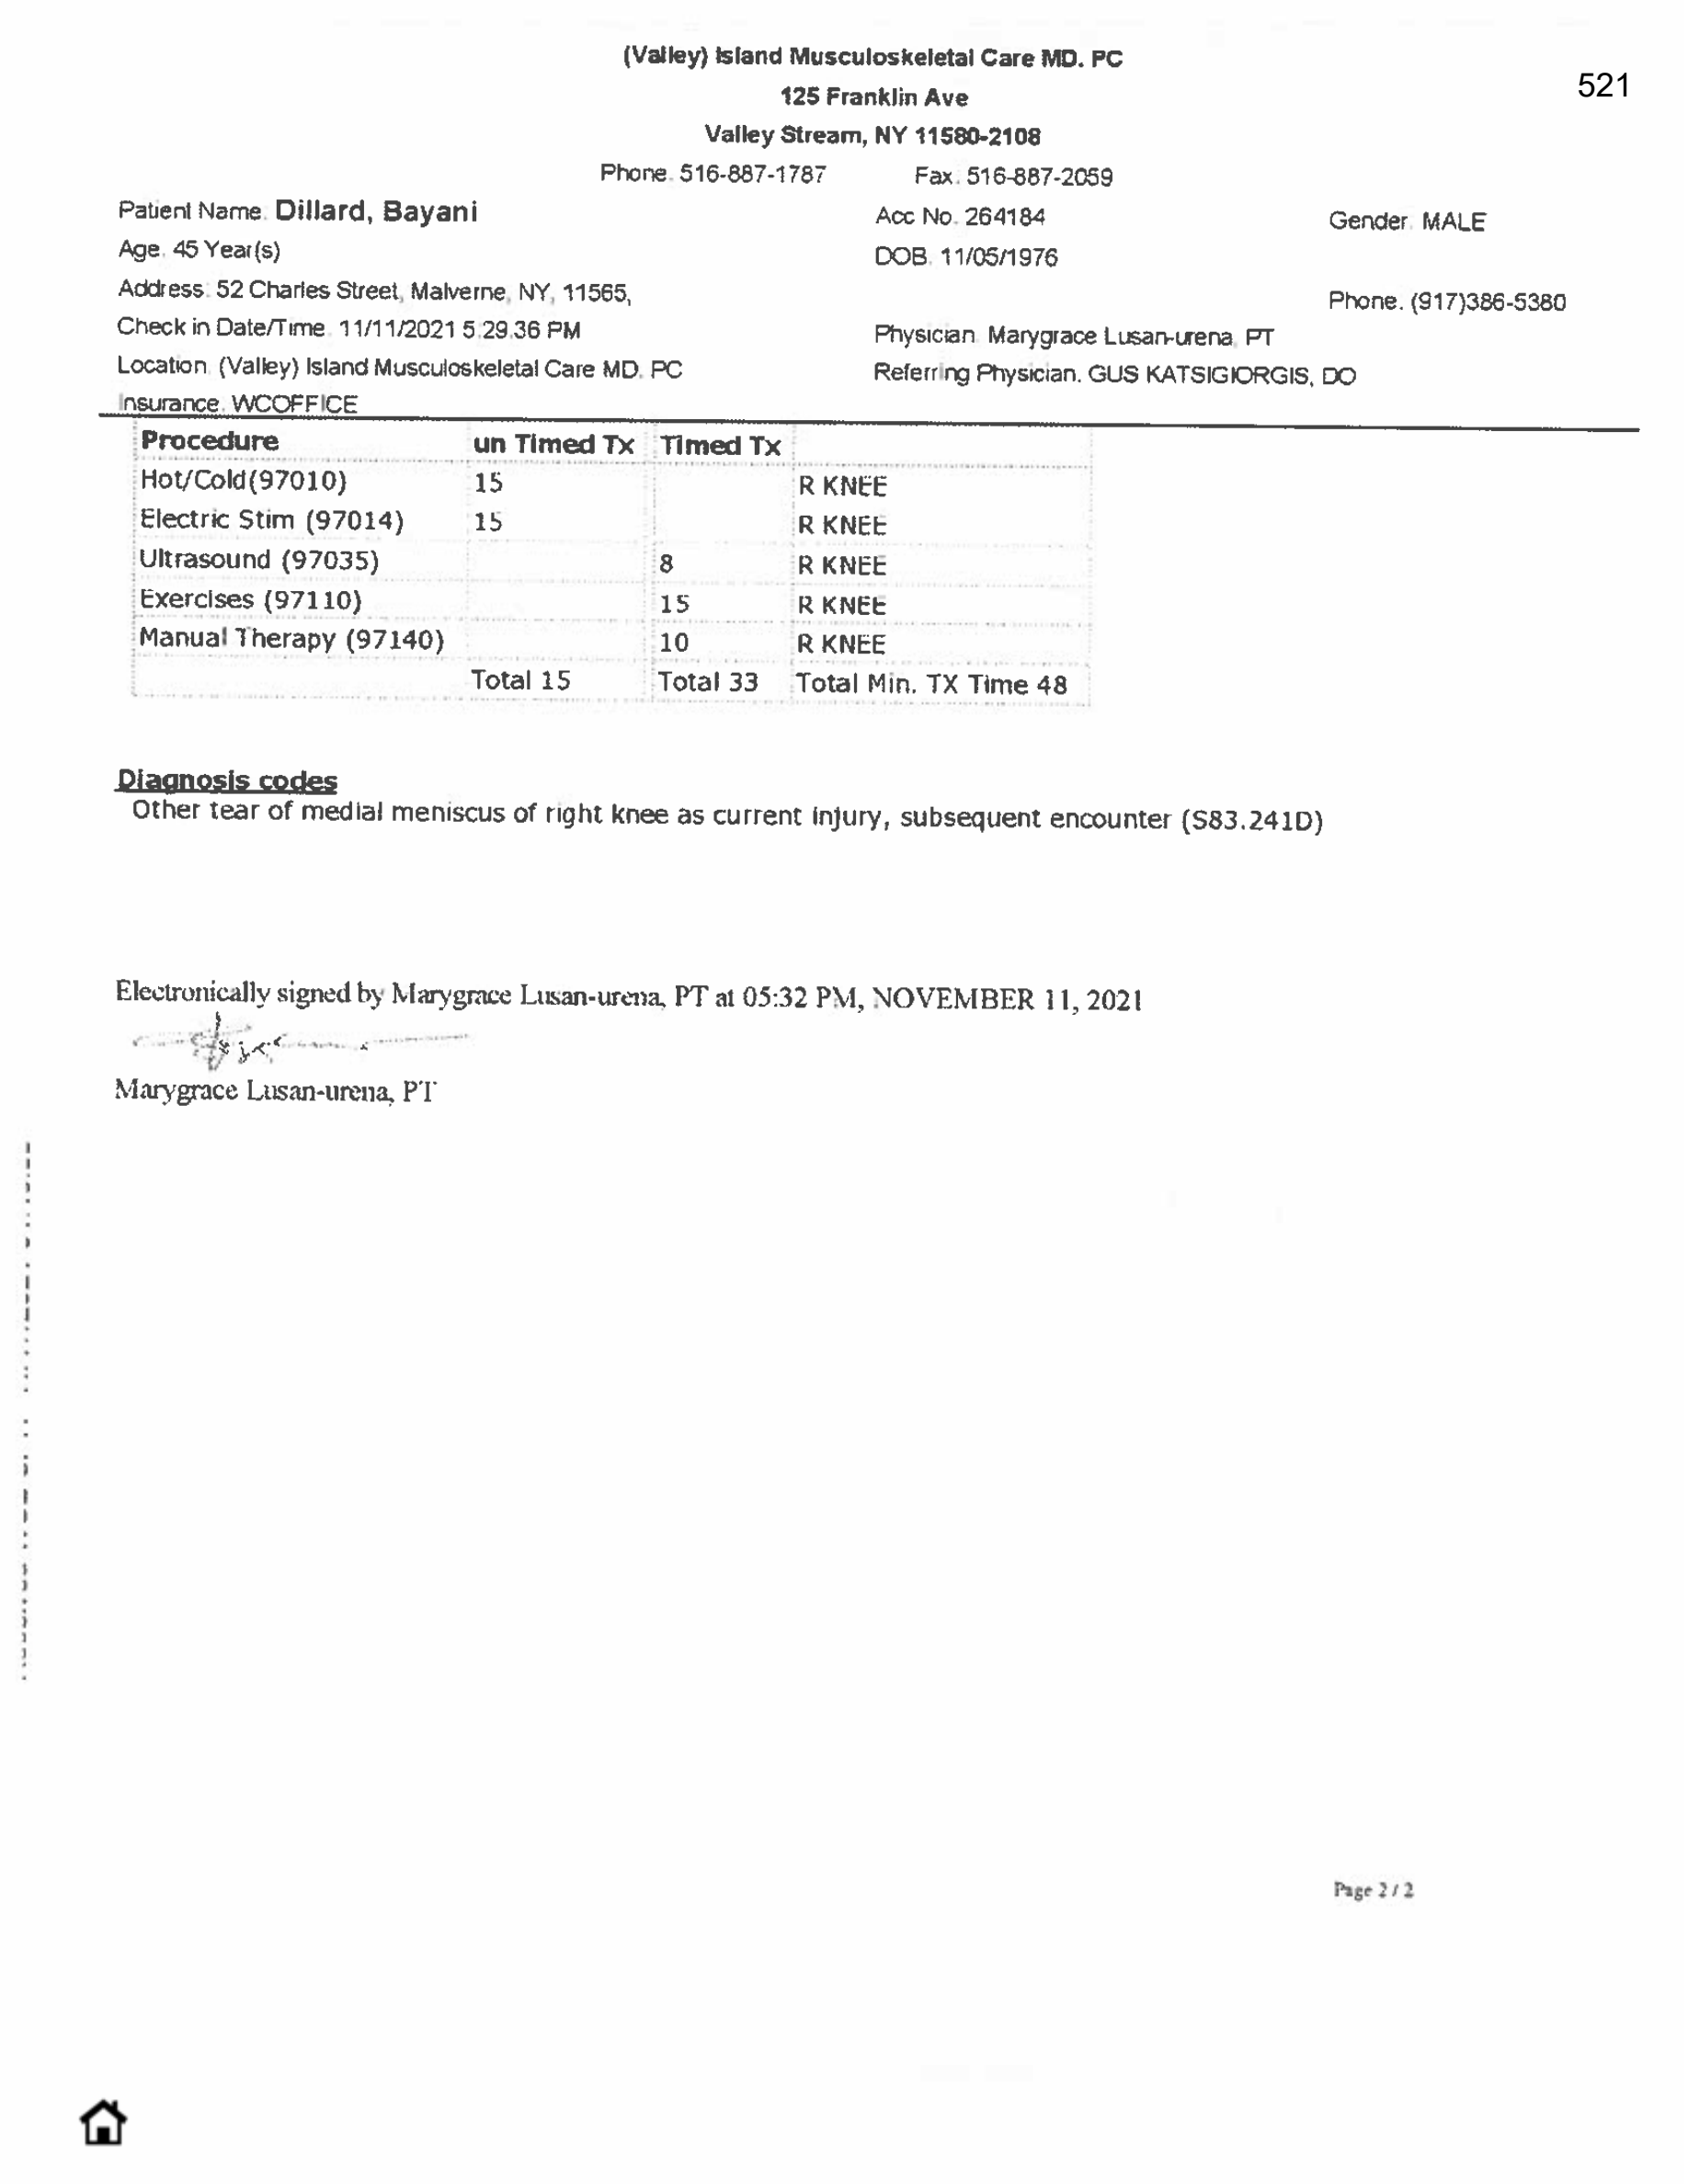 (Valley) Island Musculoskeletal Care MD. PC
521
125 Franklin Ave
Valley Stream, NY 11580-2108
Phone. 516-887-1787 Fax. 516-887-2059
Patient Name. Dillard, Bayani Acc No. 264184 Gender. MALE
Age. 45 Year(s) DOB. 11/05/1976
Address. 52 Charles Street, Malverne, NY, 11565, Phone. (917)386-5380
Check in Date/Time. 11/11/2021 5.29.36 PM Physician. Marygrace Lusan-urena, PT
Location. (Valley) Island Musculoskeletal Care MD. PC Referring Physician. GUS KATSIGIORGIS, DO
Insurance. WCOFFICE
Procedure un Timed Tx Timed Tx
Hot/Cold(97010) 15 R KNEE
Electric Stim (97014) 15 R KNEE
Ultrasound (97035) 8 R KNEE
Exercises (97110) 15 R KNEE
Manual Therapy (97140) 10 R KNEE
Total 15 Total 33 Total Min. TX Time 48
Diagnosis codes
Other tear of medial meniscus of right knee as current injury, subsequent encounter (S83.241D)
Electronically signed by Marygrace Lusan-urena, PT at 05:32 PM, NOVEMBER 11, 2021
Marygrace Lusan-urena, PT
Page 2 / 2